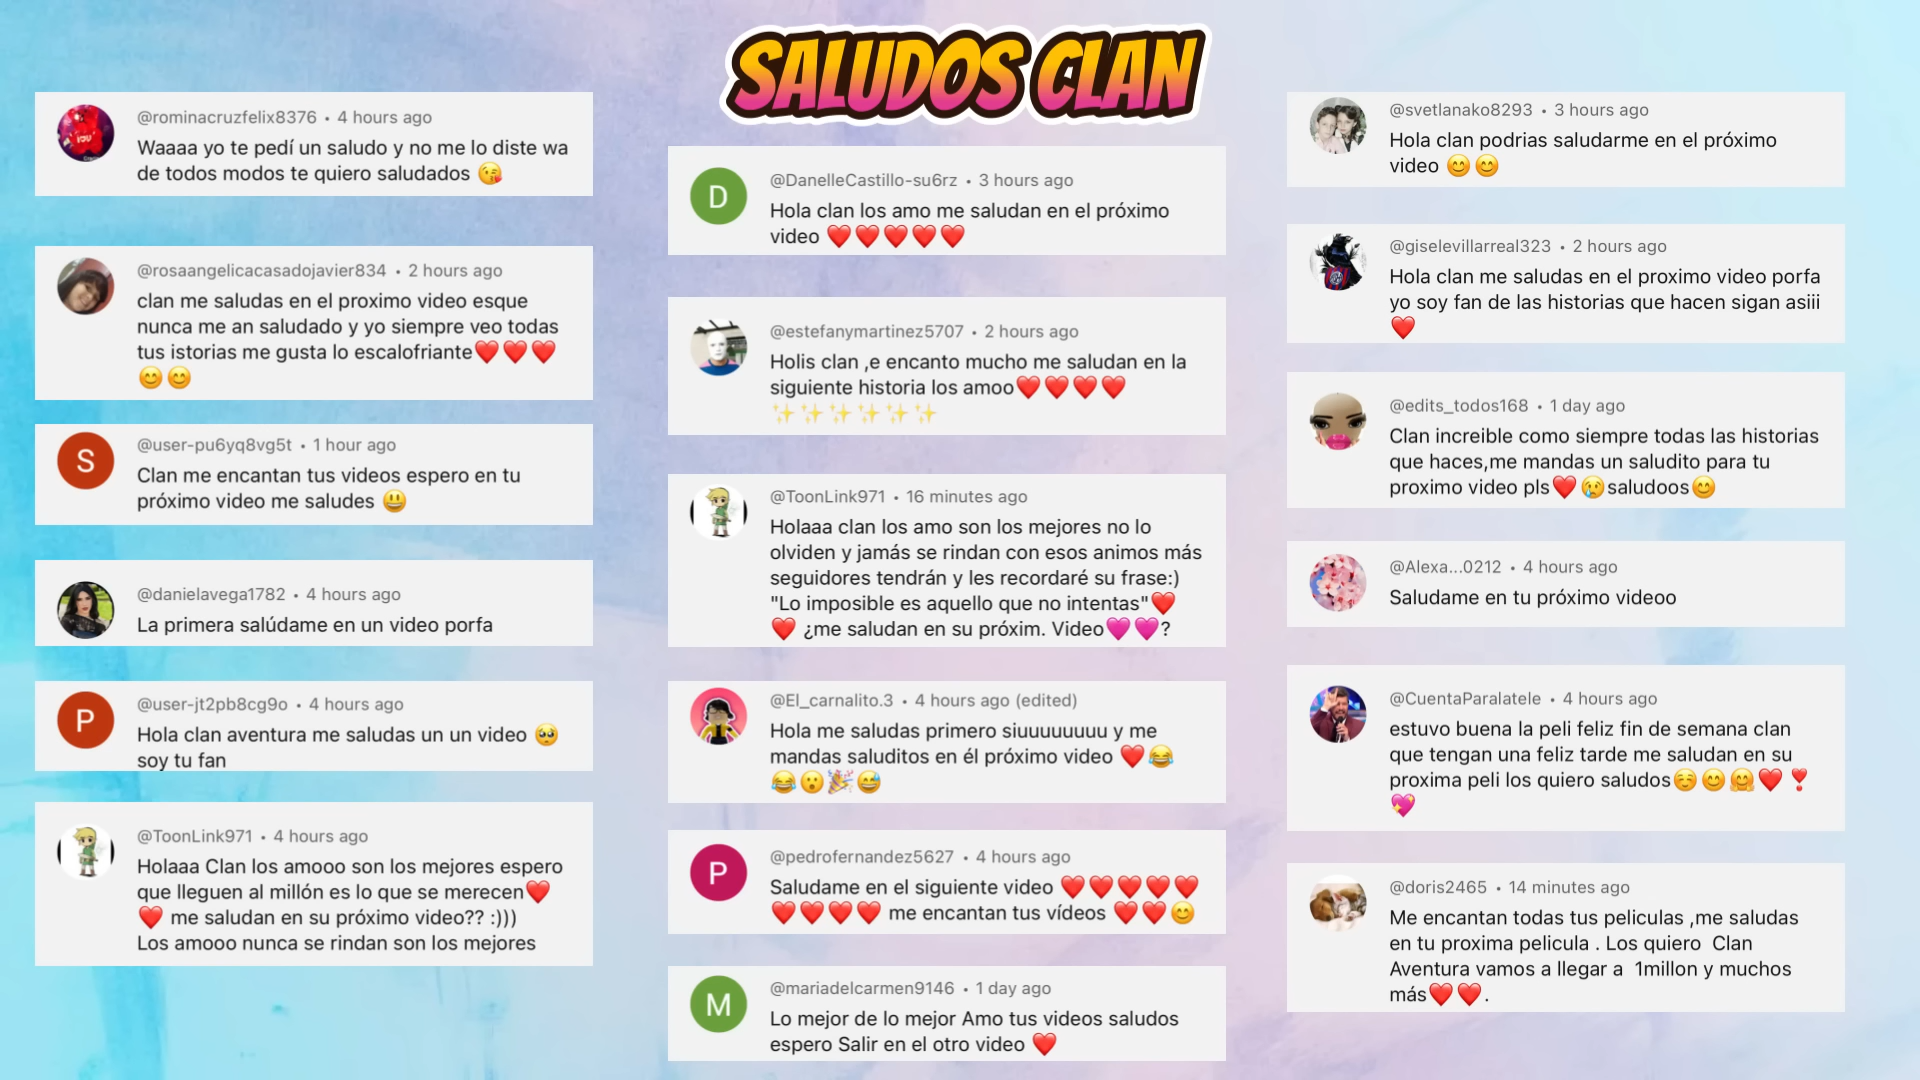 SALUDOS CLAN
@rominacruzfelix8376 • 4 hours ago
Waaaa yo te pedí un saludo y no me lo diste wa
de todos modos te quiero saludados 😘
@rosaangelicacasadojavier834 • 2 hours ago
clan me saludas en el proximo video esque
nunca me an saludado y yo siempre veo todas
tus istorias me gusta lo escalofriante❤️❤️❤️
😊😊
S
@user-pu6yq8vg5t • 1 hour ago
Clan me encantan tus videos espero en tu
próximo video me saludes 😃
@danielavega1782 • 4 hours ago
La primera salúdame en un video porfa
P
@user-jt2pb8cg9o • 4 hours ago
Hola clan aventura me saludas un un video 🥺
soy tu fan
@ToonLink971 • 4 hours ago
Holaaa Clan los amooo son los mejores espero
que lleguen al millón es lo que se merecen❤️
❤️ me saludan en su próximo video?? :)))
Los amooo nunca se rindan son los mejores
D
@DanelleCastillo-su6rz • 3 hours ago
Hola clan los amo me saludan en el próximo
video ❤️❤️❤️❤️❤️
@estefanymartinez5707 • 2 hours ago
Holis clan ,e encanto mucho me saludan en la
siguiente historia los amoo❤️❤️❤️❤️
✨✨✨✨✨✨
@ToonLink971 • 16 minutes ago
Holaaa clan los amo son los mejores no lo
olviden y jamás se rindan con esos animos más
seguidores tendrán y les recordaré su frase:)
"Lo imposible es aquello que no intentas"❤️
❤️ ¿me saludan en su próxim. Video💗💗?
@El_carnalito.3 • 4 hours ago (edited)
Hola me saludas primero siuuuuuuuu y me
mandas saluditos en él próximo video ❤️😂
😂😮🎉😅
P
@pedrofernandez5627 • 4 hours ago
Saludame en el siguiente video ❤️❤️❤️❤️❤️
❤️❤️❤️❤️ me encantan tus vídeos ❤️❤️😊
M
@mariadelcarmen9146 • 1 day ago
Lo mejor de lo mejor Amo tus videos saludos
espero Salir en el otro video ❤️
@svetlanako8293 • 3 hours ago
Hola clan podrias saludarme en el próximo
video 😊😊
@giselevillarreal323 • 2 hours ago
Hola clan me saludas en el proximo video porfa
yo soy fan de las historias que hacen sigan asiii
❤️
@edits_todos168 • 1 day ago
Clan increible como siempre todas las historias
que haces,me mandas un saludito para tu
proximo video pls❤️😢saludoos😊
@Alexa...0212 • 4 hours ago
Saludame en tu próximo videoo
@CuentaParalatele • 4 hours ago
estuvo buena la peli feliz fin de semana clan
que tengan una feliz tarde me saludan en su
proxima peli los quiero saludos☺️😊🤗❤️❣️
💖
@doris2465 • 14 minutes ago
Me encantan todas tus peliculas ,me saludas
en tu proxima pelicula . Los quiero  Clan
Aventura vamos a llegar a  1millon y muchos
más❤️❤️.